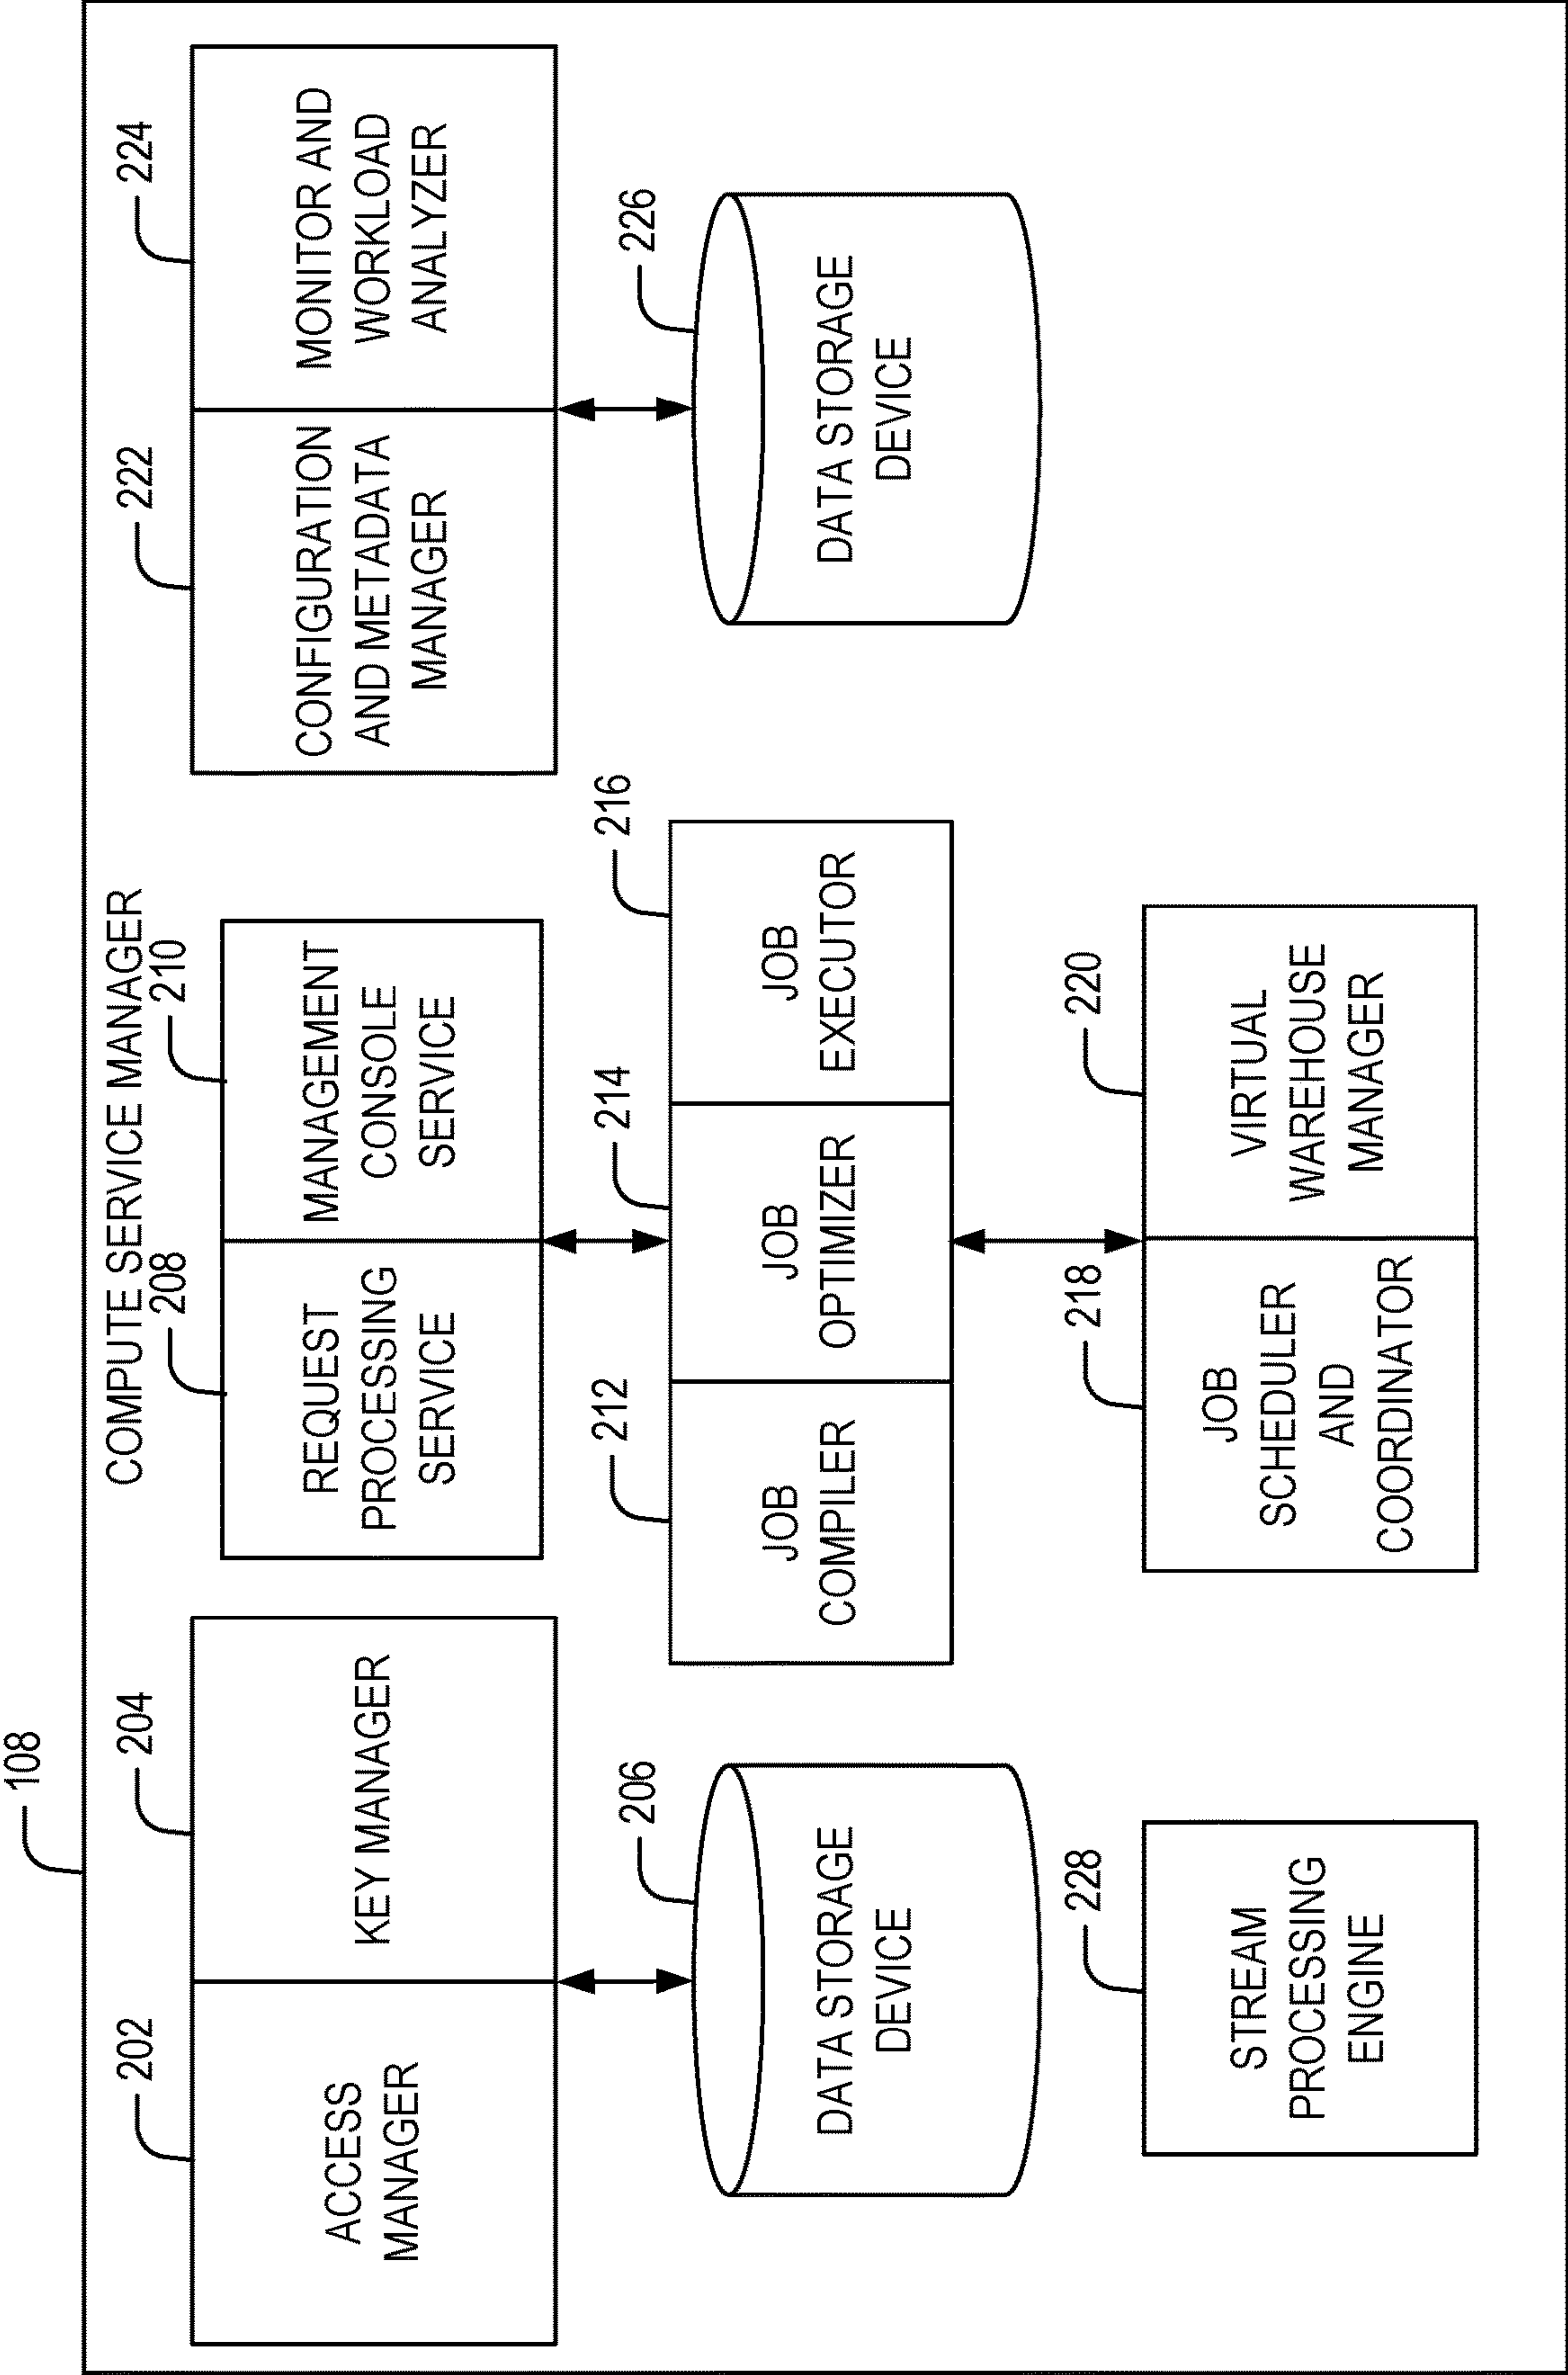 108
COMPUTE SERVICE MANAGER
202
204
ACCESS
MANAGER
KEY MANAGER
206
DATA STORAGE
DEVICE
228
STREAM
PROCESSING
ENGINE
208
210
REQUEST
PROCESSING
SERVICE
MANAGEMENT
CONSOLE
SERVICE
212
214
216
JOB
COMPILER
JOB
OPTIMIZER
JOB
EXECUTOR
218
220
JOB
SCHEDULER
AND
COORDINATOR
VIRTUAL
WAREHOUSE
MANAGER
222
224
CONFIGURATION
AND METADATA
MANAGER
MONITOR AND
WORKLOAD
ANALYZER
226
DATA STORAGE
DEVICE